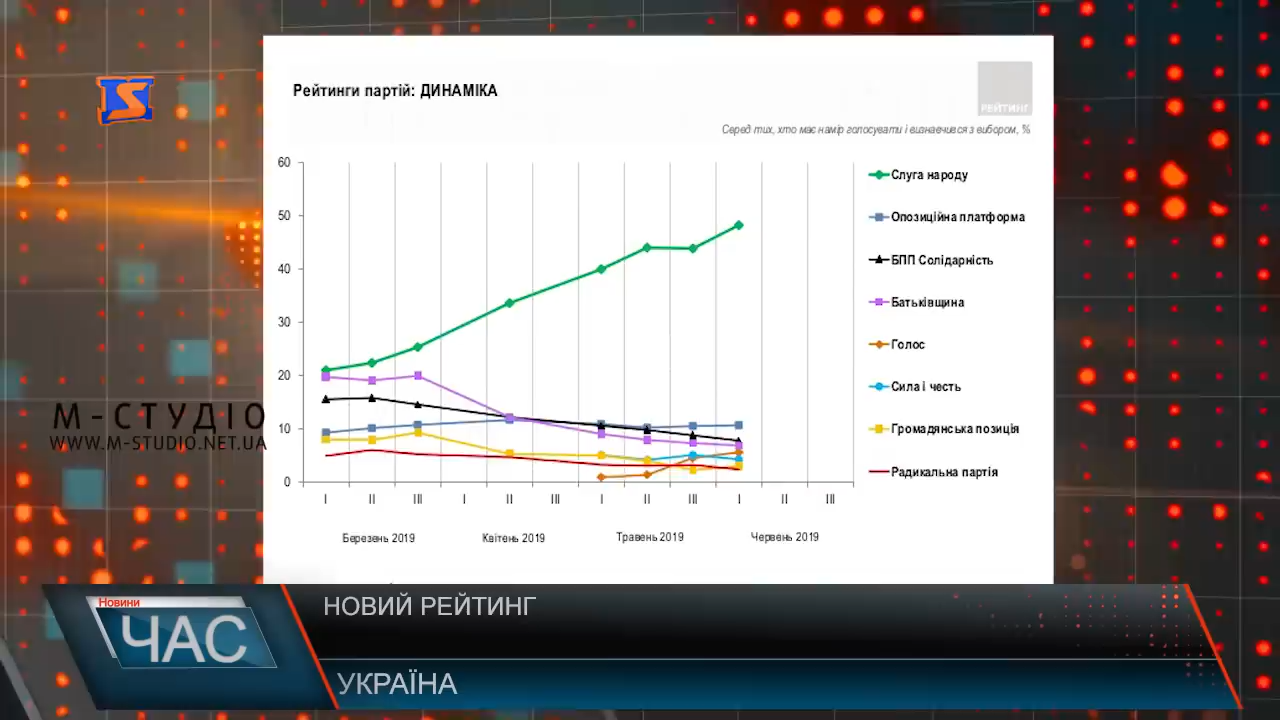 Рейтинги партій: ДИНАМІКА
РЕЙТИНГ
Серед тих, хто має намір голосувати і визначився з вибором, %
60
50
40
30
20
10
0
I II III I II III I II III I II III
Березень 2019 Квітень 2019 Травень 2019 Червень 2019
Слуга народу
Опозиційна платформа
БПП Солідарність
Батьківщина
Голос
Сила і честь
Громадянська позиція
Радикальна партія
М-СТУДІО
WWW.M-STUDIO.NET.UA
Новини
ЧАС
НОВИЙ РЕЙТИНГ
УКРАЇНА